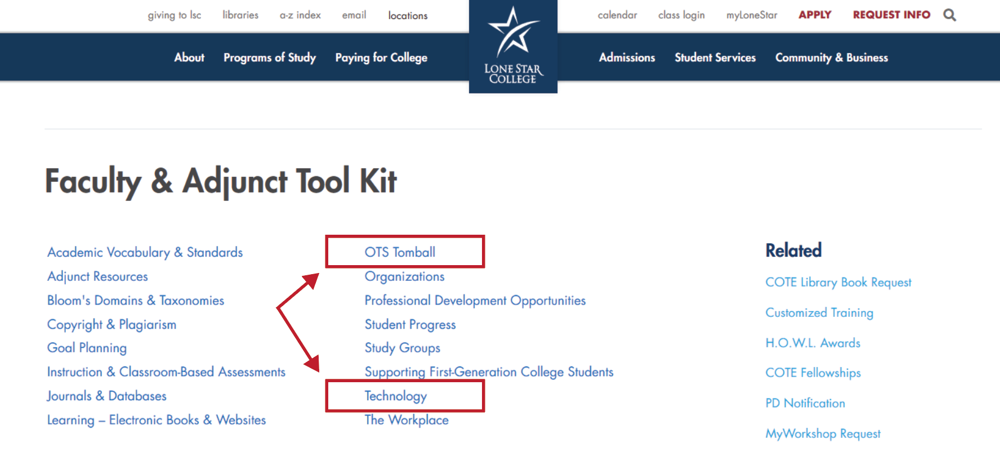 giving to lsc libraries a-z index email locations
calendar class login myLoneStar APPLY REQUEST INFO
About Programs of Study Paying for College
LONE STAR
COLLEGE
Admissions Student Services Community & Business
Faculty & Adjunct Tool Kit
Academic Vocabulary & Standards
Adjunct Resources
Bloom's Domains & Taxonomies
Copyright & Plagiarism
Goal Planning
Instruction & Classroom-Based Assessments
Journals & Databases
Learning – Electronic Books & Websites
OTS Tomball
Organizations
Professional Development Opportunities
Student Progress
Study Groups
Supporting First-Generation College Students
Technology
The Workplace
Related
COTE Library Book Request
Customized Training
H.O.W.L. Awards
COTE Fellowships
PD Notification
MyWorkshop Request